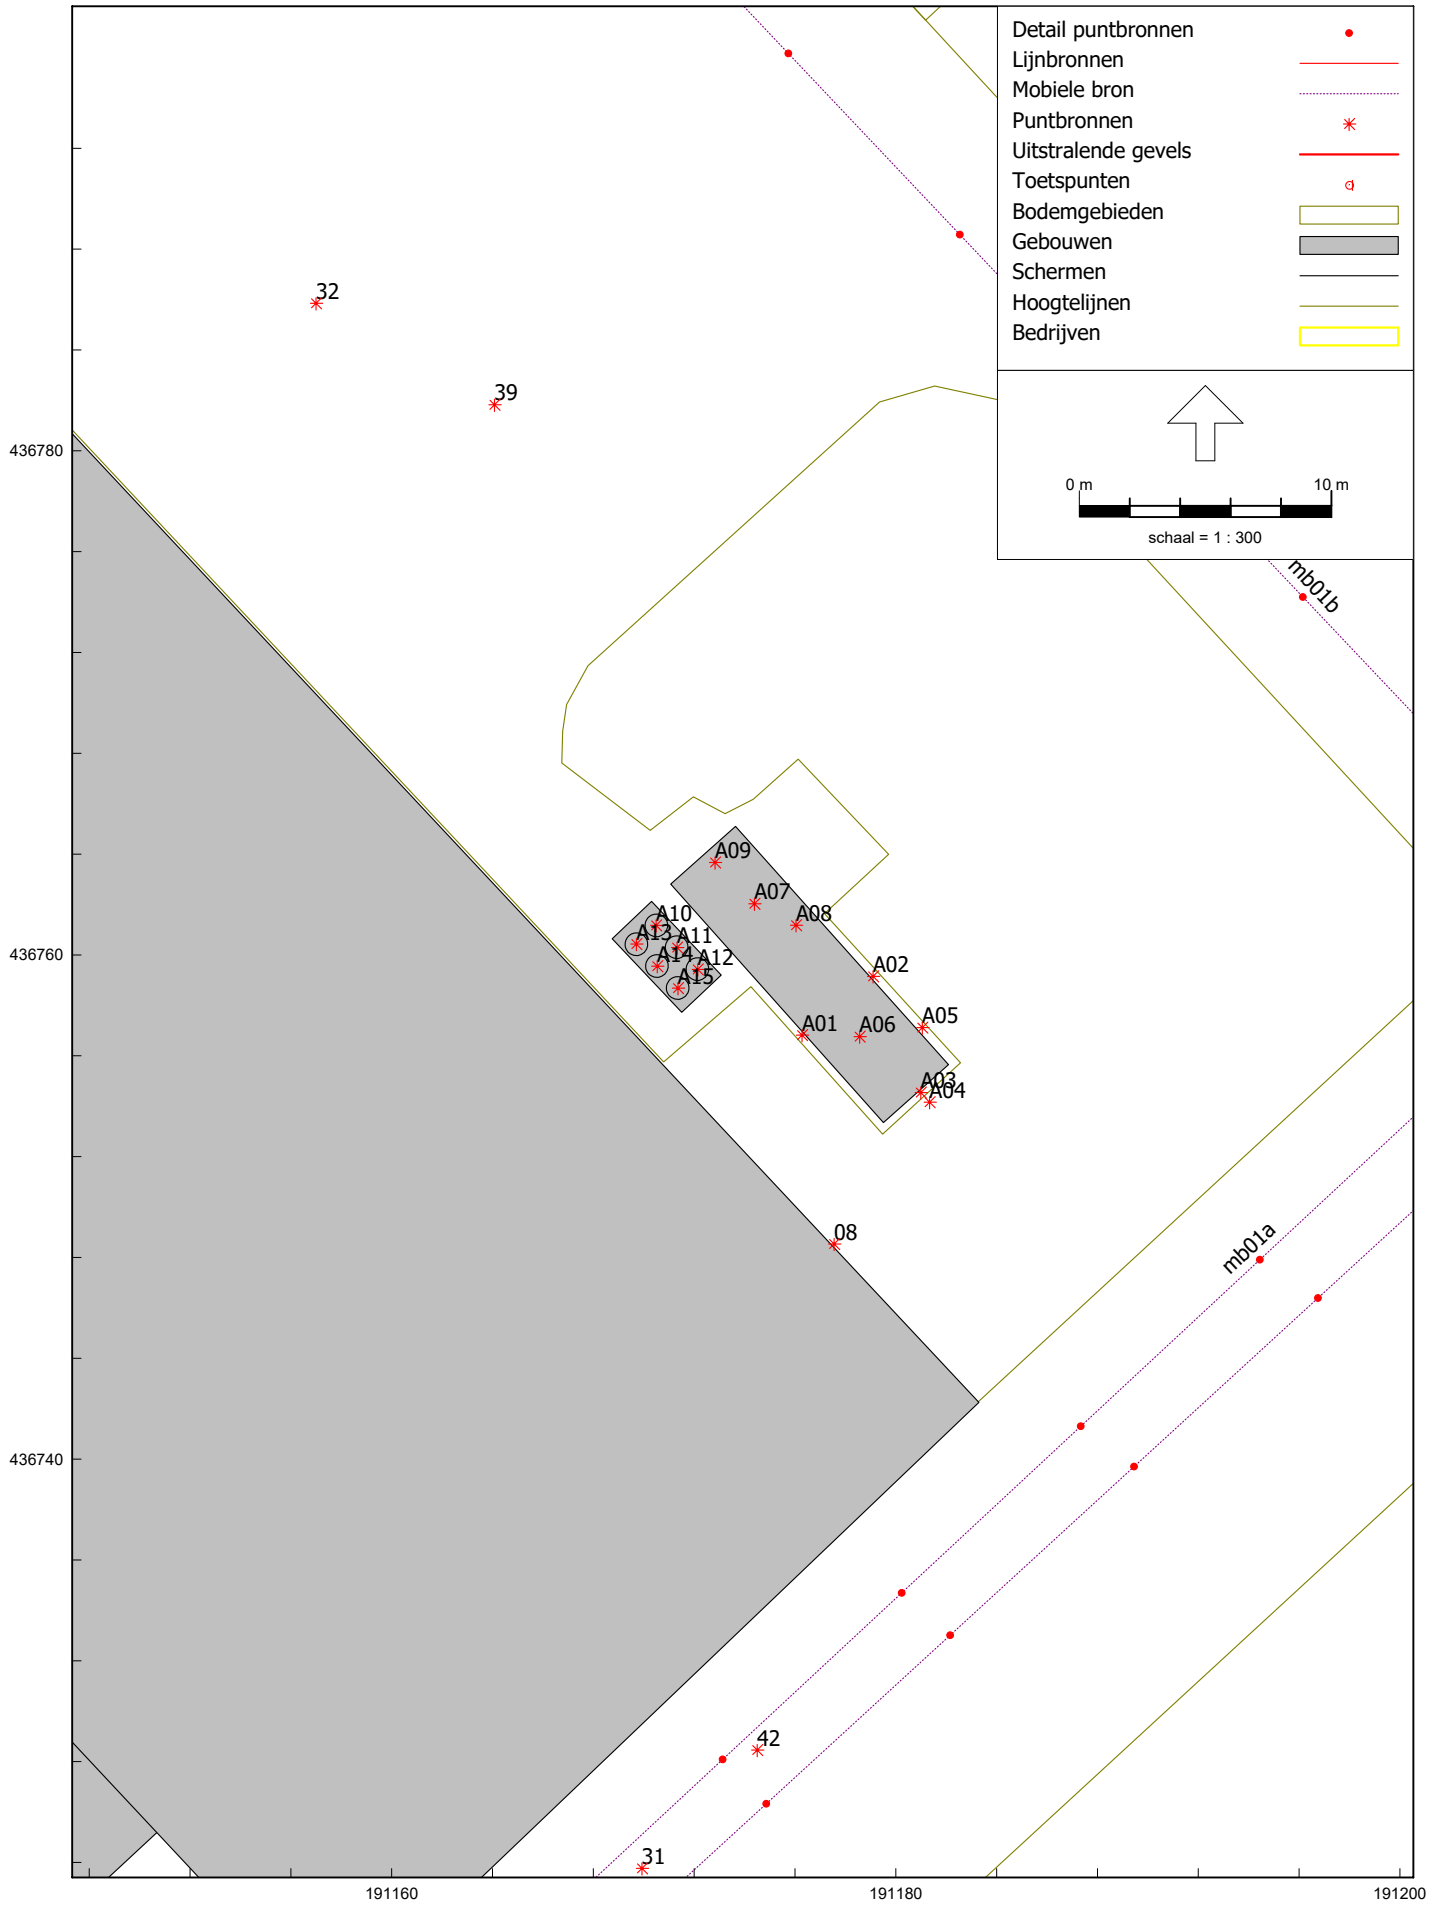 Detail puntbronnen
Lijnbronnen
Mobiele bron
Puntbronnen
Uitstralende gevels
Toetspunten
Bodemgebieden
Gebouwen
Schermen
Hoogtelijnen
Bedrijven
32
39
436780
0 m 10 m
schaal = 1 : 300
mb01b
A09
A07
A10
A08
A13
A11
A14
A12
436760
A02
A15
A05
A01
A06
A03
A04
08
mb01a
436740
42
31
191160 191180 191200